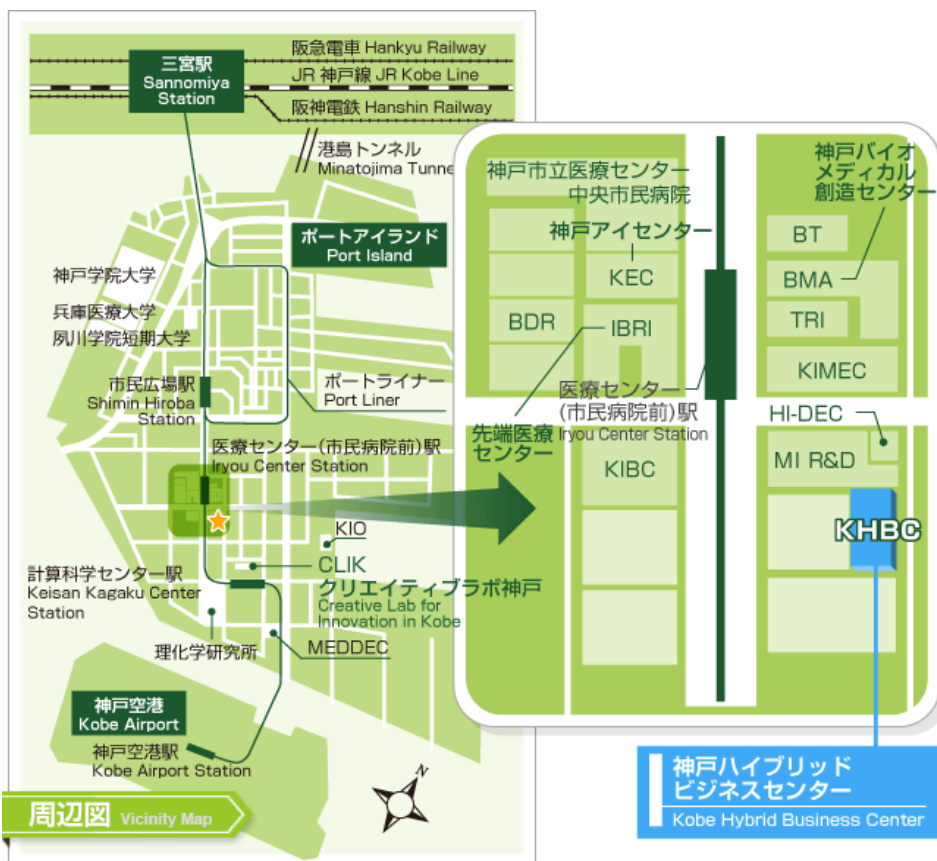 阪急電車 Hankyu Railway
三宮駅
Sannomiya
Station
JR 神戸線 JR Kobe Line
阪神電鉄 Hanshin Railway
港島トンネル
Minatojima Tunne
ポートアイランド
Port Island
神戸学院大学
兵庫医療大学
夙川学院短期大学
市民広場駅
Shimin Hiroba
Station
ポートライナー
Port Liner
医療センター(市民病院前)駅
Iryou Center Station
KIO
CLIK
クリエイティブラボ神戸
Creative Lab for
Innovation in Kobe
計算科学センター駅
Keisan Kagaku Center
Station
理化学研究所
MEDDEC
神戸空港
Kobe Airport
神戸空港駅
Kobe Airport Station
N
周辺図 Vicinity Map
神戸市立医療センター
中央市民病院
神戸アイセンター
KEC
BDR
IBRI
医療センター
(市民病院前)駅
Iryou Center Station
先端医療
センター
KIBC
神戸バイオ
メディカル
創造センター
BT
BMA
TRI
KIMEC
HI-DEC
MI R&D
KHBC
神戸ハイブリッド
ビジネスセンター
Kobe Hybrid Business Center